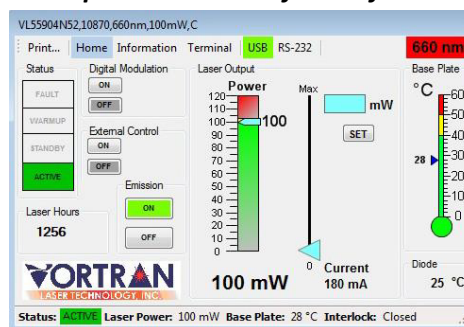 VL55904N52,10870,660nm,100mW,C
Print... Home Information Terminal USB RS-232 660 nm
Status Digital Modulation Laser Output Base Plate
FAULT
WARMUP
STANDBY
ACTIVE
ON
OFF
External Control
ON
OFF
Emission
ON
OFF
Laser Hours
1256
VORTRAN
LASER TECHNOLOGY, INC.
Power
120
110
100
90
80
70
60
50
40
30
20
10
0
100
100 mW
Max
0
mW
SET
Current
180 mA
°C
60
50
40
30
20
10
0
28
Diode
25 °C
Status: ACTIVE Laser Power: 100 mW Base Plate: 28 °C Interlock: Closed